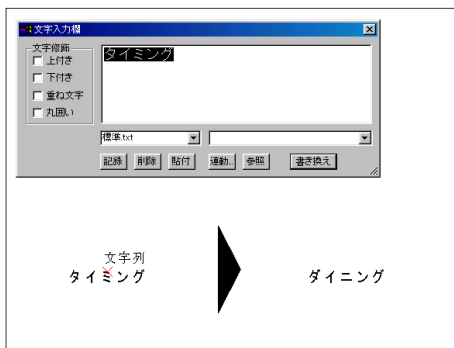 文字入力欄
文字修飾
上付き
下付き
重ね文字
丸囲い
タイミング
標準.txt
記録 削除 貼付 連動.. 参照 書き換え
文字列
タイミング
ダイニング